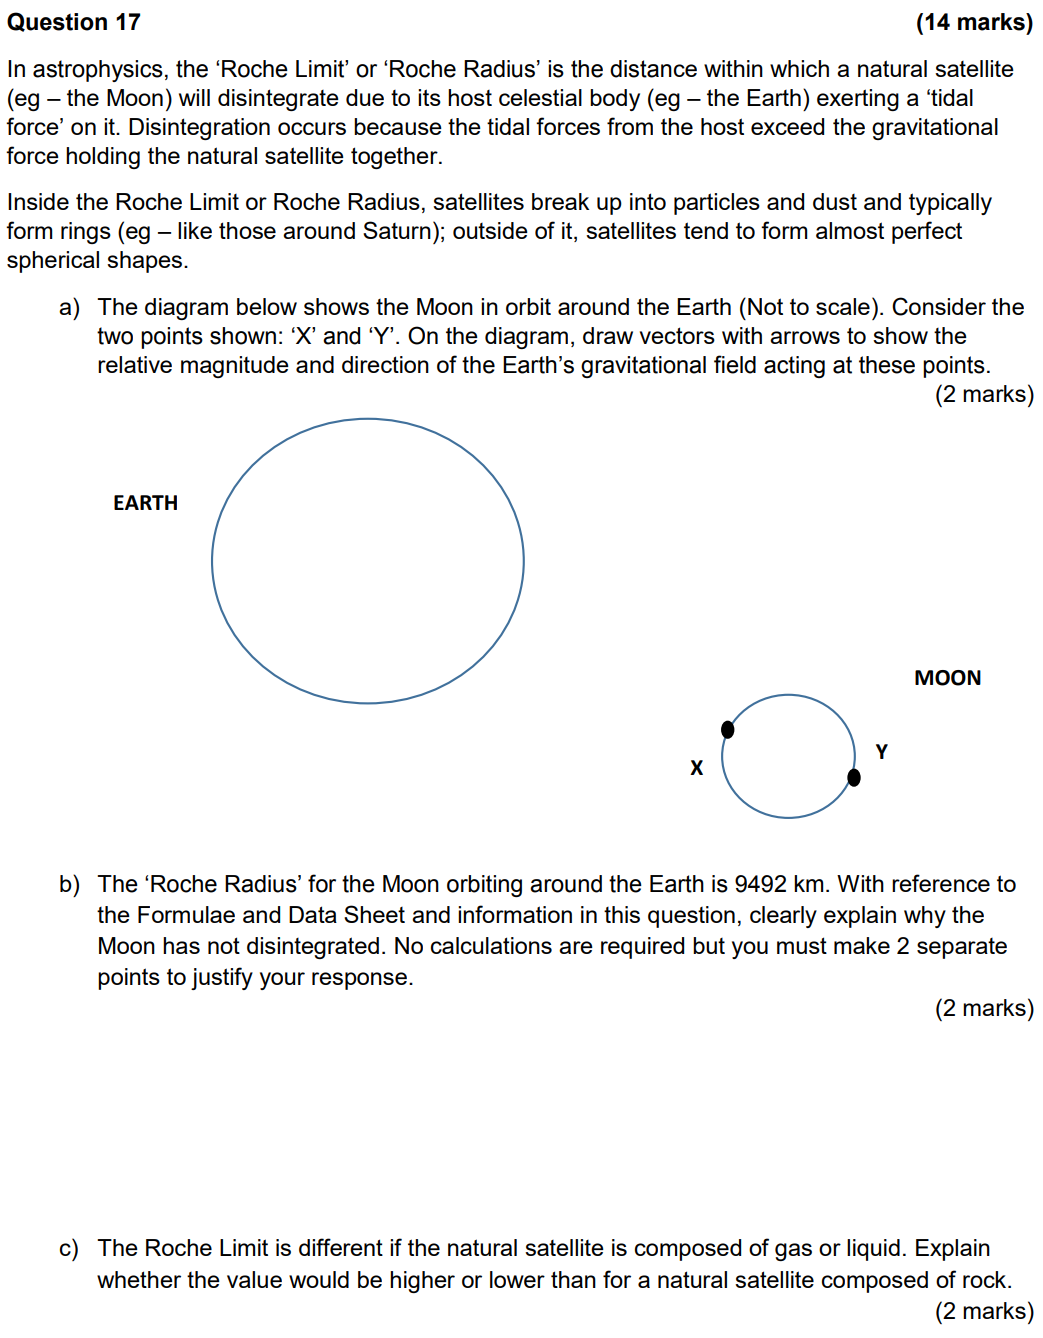 Question 17 (14 marks)
In astrophysics, the ‘Roche Limit’ or ‘Roche Radius’ is the distance within which a natural satellite
(eg – the Moon) will disintegrate due to its host celestial body (eg – the Earth) exerting a ‘tidal
force’ on it. Disintegration occurs because the tidal forces from the host exceed the gravitational
force holding the natural satellite together.
Inside the Roche Limit or Roche Radius, satellites break up into particles and dust and typically
form rings (eg – like those around Saturn); outside of it, satellites tend to form almost perfect
spherical shapes.
a) The diagram below shows the Moon in orbit around the Earth (Not to scale). Consider the
two points shown: ‘X’ and ‘Y’. On the diagram, draw vectors with arrows to show the
relative magnitude and direction of the Earth’s gravitational field acting at these points.
(2 marks)
EARTH
MOON
Y
X
b) The ‘Roche Radius’ for the Moon orbiting around the Earth is 9492 km. With reference to
the Formulae and Data Sheet and information in this question, clearly explain why the
Moon has not disintegrated. No calculations are required but you must make 2 separate
points to justify your response.
(2 marks)
c) The Roche Limit is different if the natural satellite is composed of gas or liquid. Explain
whether the value would be higher or lower than for a natural satellite composed of rock.
(2 marks)